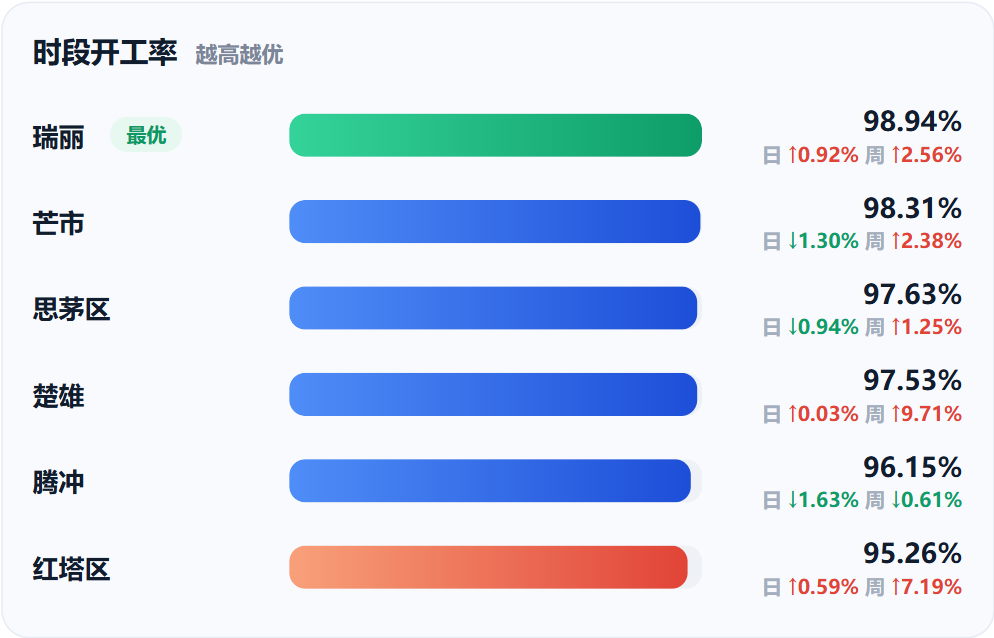 时段开工率 越高越优
瑞丽 最优 98.94%
日 ↑0.92% 周 ↑2.56%
芒市 98.31%
日 ↓1.30% 周 ↑2.38%
思茅区 97.63%
日 ↓0.94% 周 ↑1.25%
楚雄 97.53%
日 ↑0.03% 周 ↑9.71%
腾冲 96.15%
日 ↓1.63% 周 ↓0.61%
红塔区 95.26%
日 ↑0.59% 周 ↑7.19%